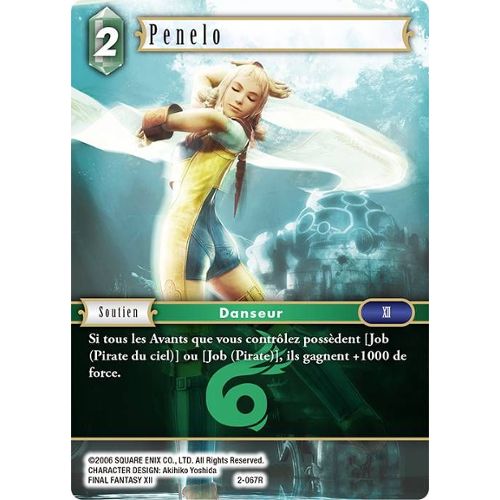 2
Penelo
Soutien
Danseur
XII
Si tous les Avants que vous contrôlez possèdent [Job
(Pirate du ciel)] ou [Job (Pirate)], ils gagnent +1000 de
force.
©2006 SQUARE ENIX CO., LTD. All Rights Reserved.
CHARACTER DESIGN: Akihiko Yoshida
FINAL FANTASY XII
2-067R